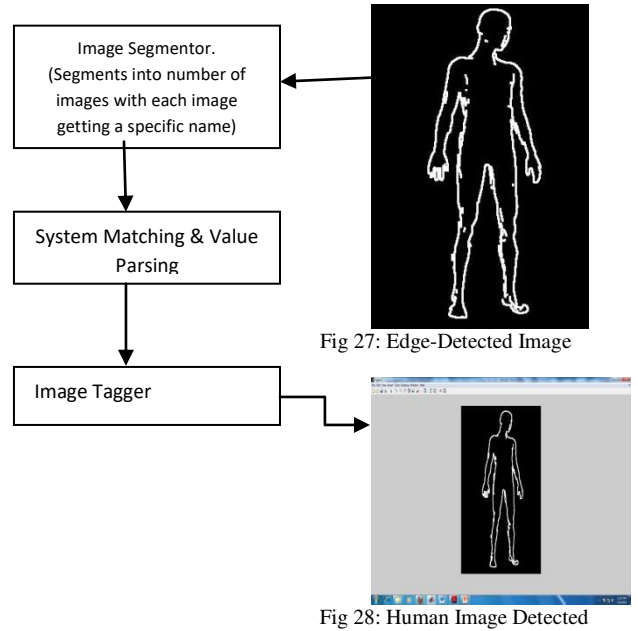 Image Segmentor.
(Segments into number of
images with each image
getting a specific name)
System Matching & Value
Parsing
Image Tagger
Fig 27: Edge-Detected Image
Fig 28: Human Image Detected